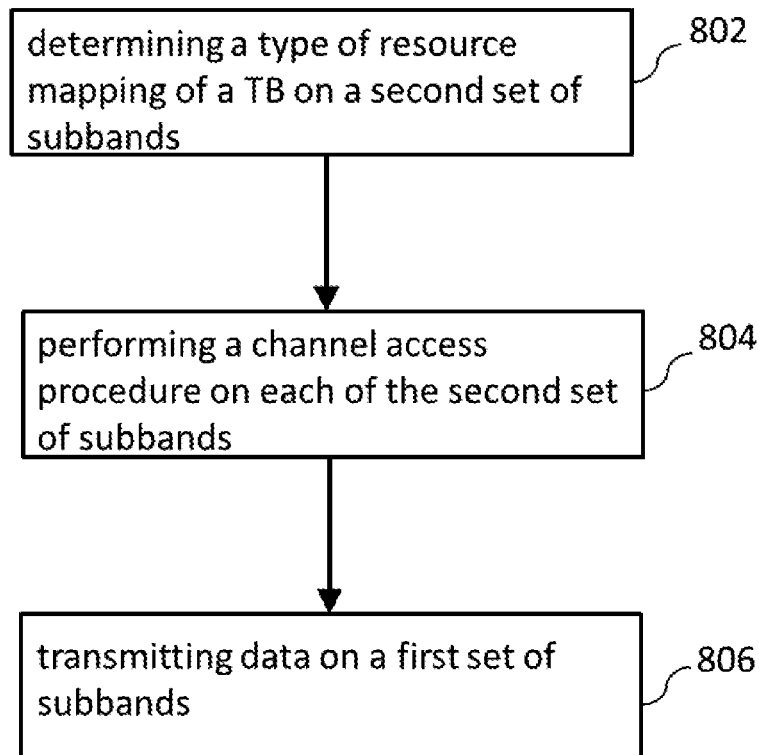 determining a type of resource
mapping of a TB on a second set of
subbands
802
performing a channel access
procedure on each of the second set
of subbands
804
transmitting data on a first set of
subbands
806